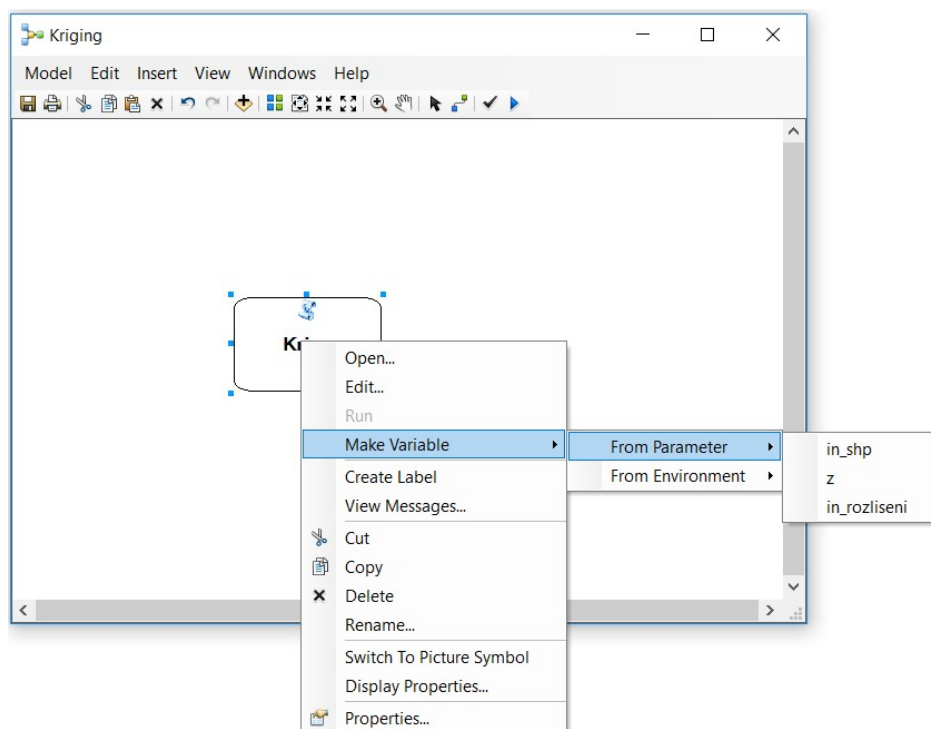 Kriging
Model Edit Insert View Windows Help
Open...
Edit...
Run
Make Variable
From Parameter
in_shp
From Environment
z
in_rozliseni
Create Label
View Messages...
Cut
Copy
Delete
Rename...
Switch To Picture Symbol
Display Properties...
Properties...